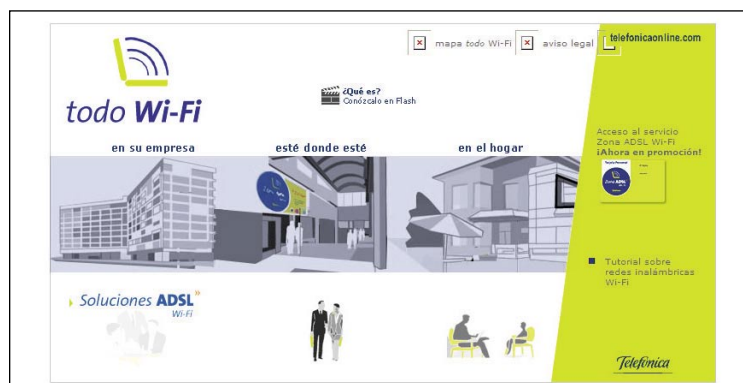 mapa todo Wi-Fi
aviso legal
telefonicaonline.com
¿Qué es?
Conózcalo en Flash
todo Wi-Fi
en su empresa
esté donde esté
en el hogar
Acceso al servicio
Zona ADSL Wi-Fi
¡Ahora en promoción!
Tarjeta Personal
Zona ADSL
Tutorial sobre
redes inalámbricas
Wi-Fi
Soluciones ADSL
Wi-Fi
Telefónica